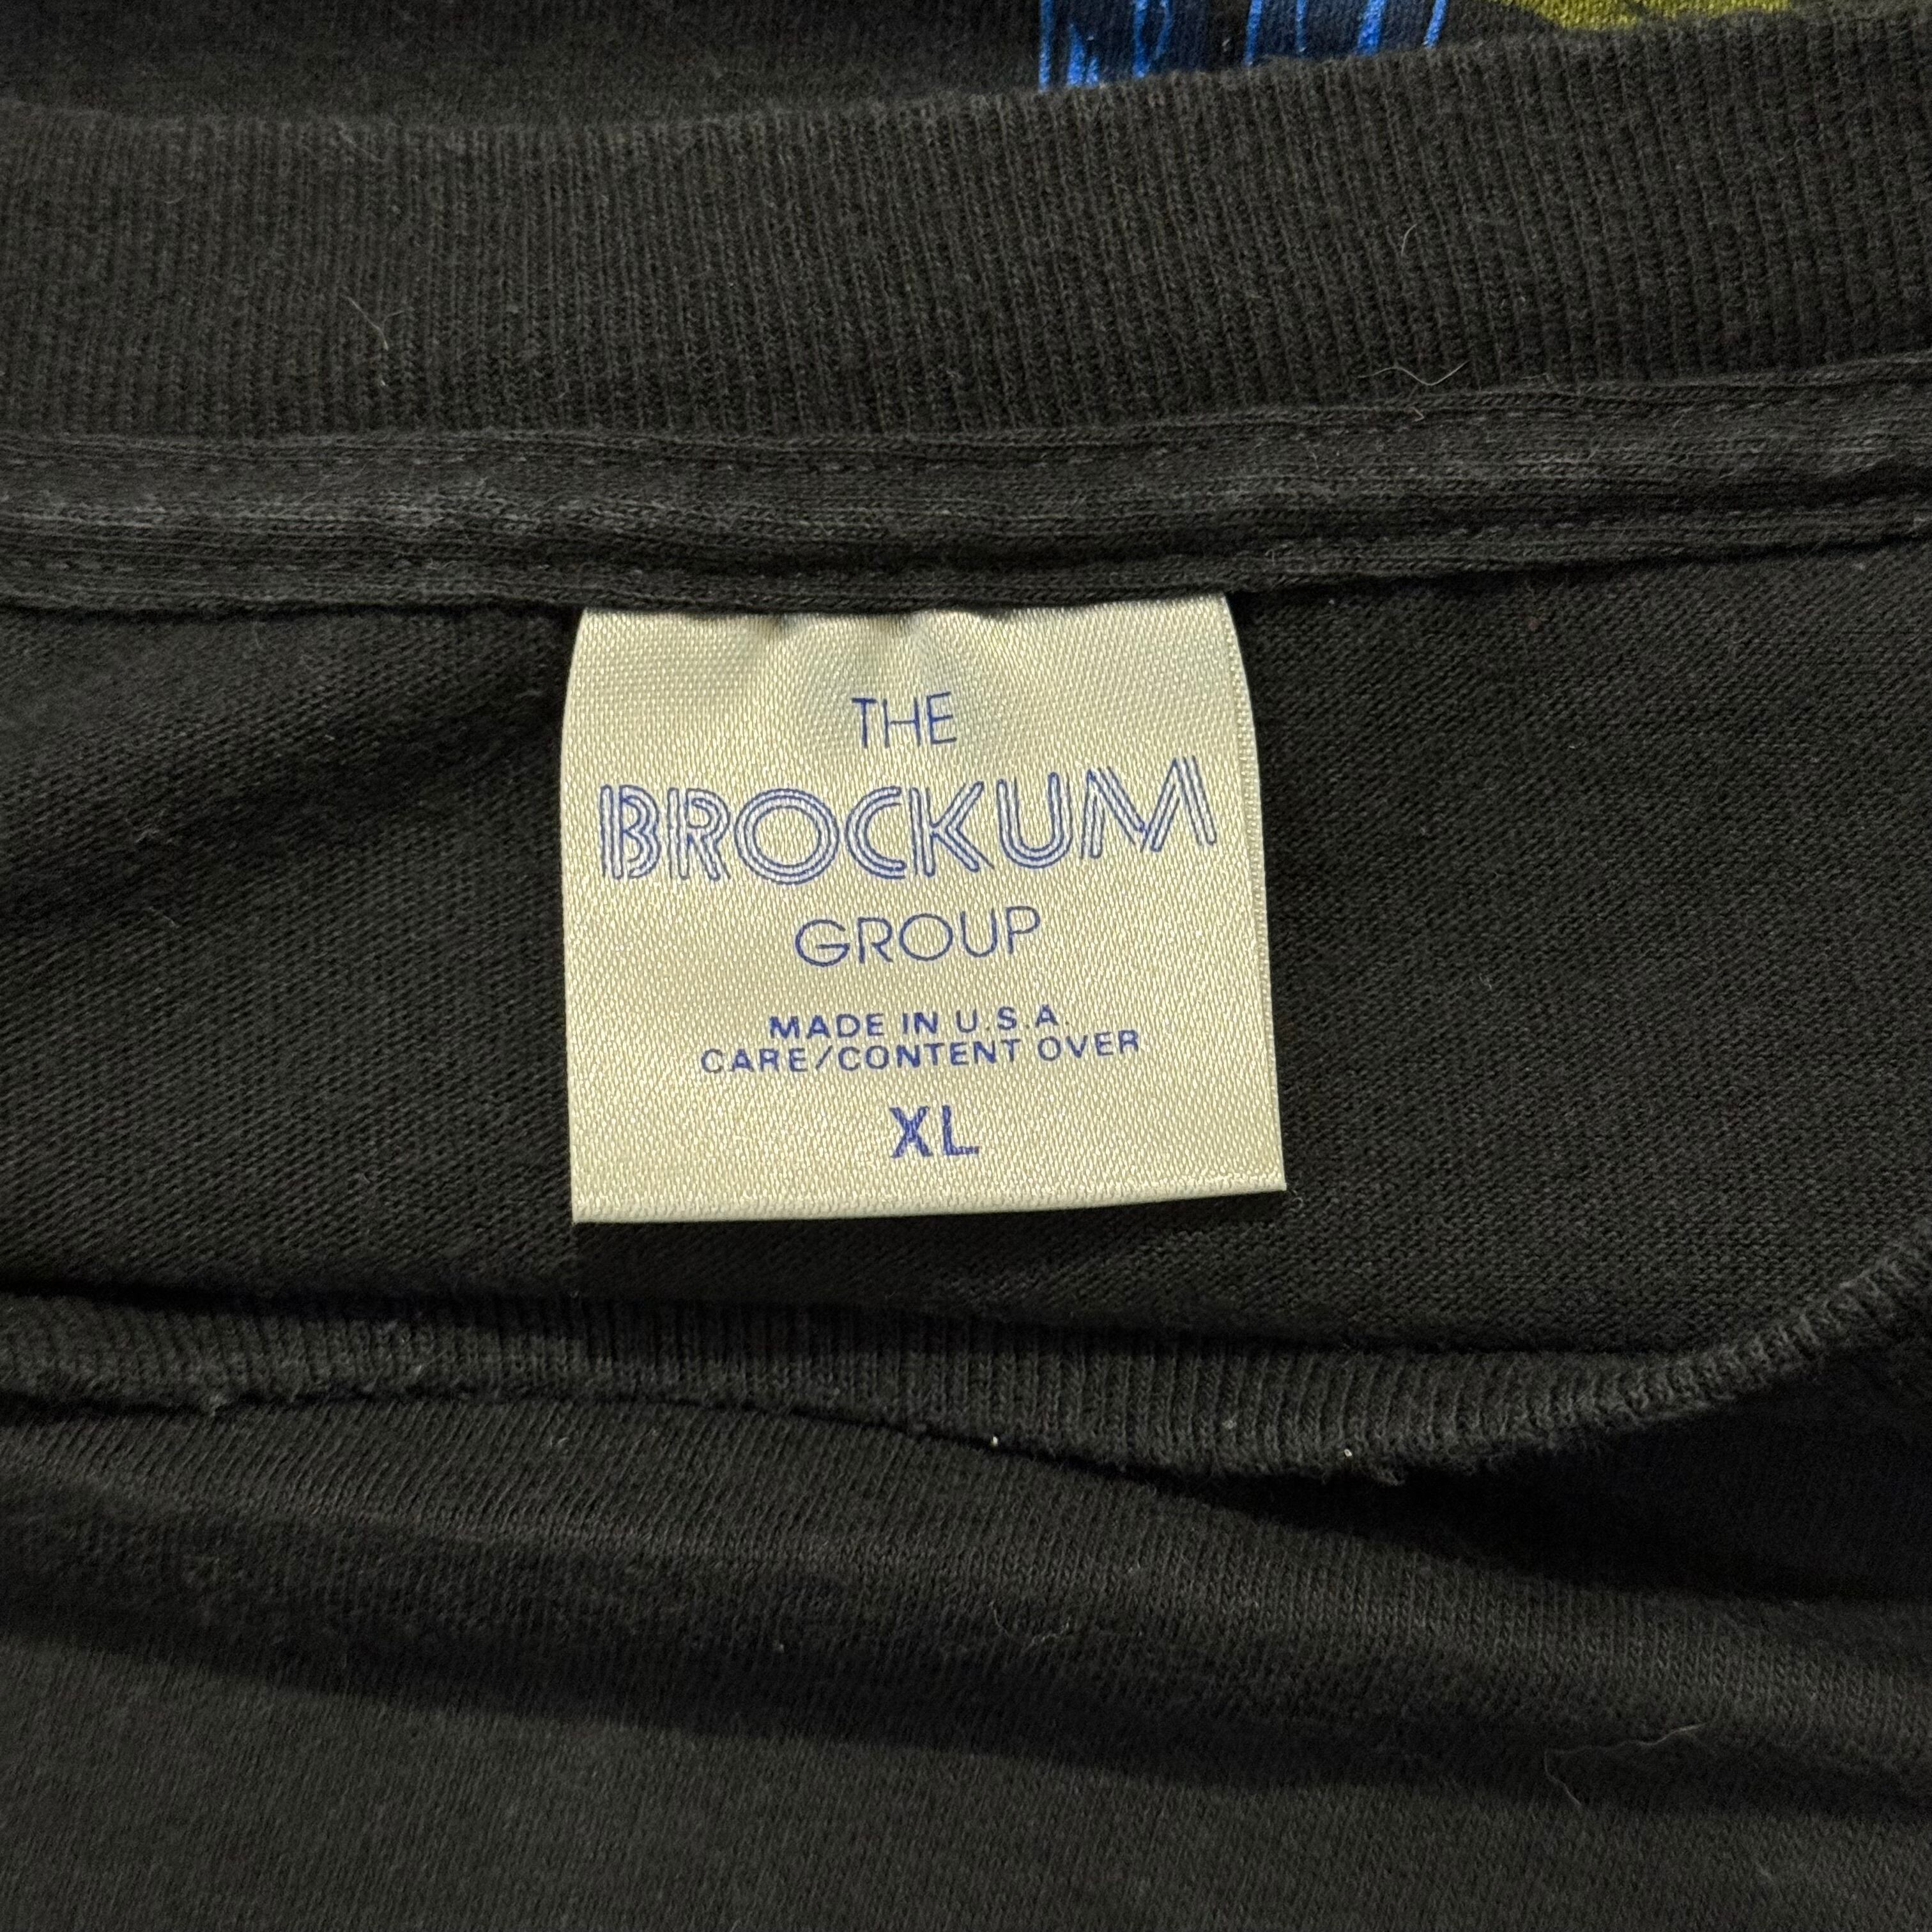 THE
BROCKUM
GROUP
MADE IN U.S.A.
CARE/CONTENT OVER
XL